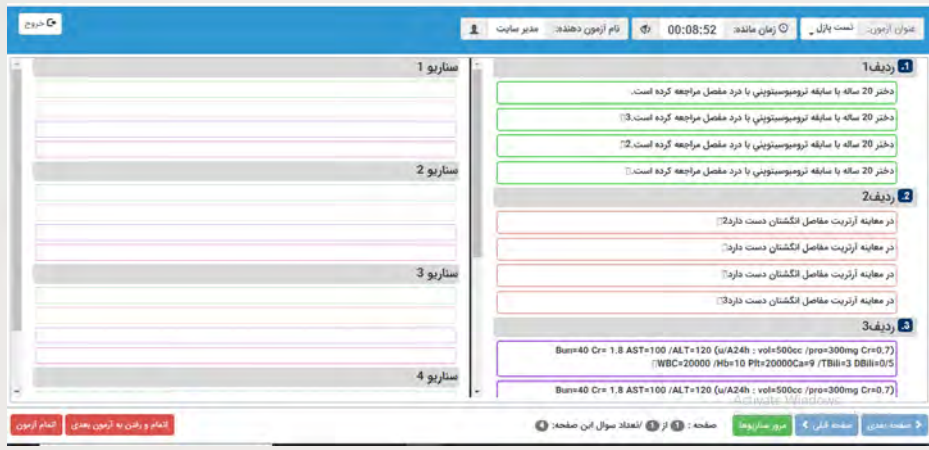 عنوان آزمون: تست پازل زمان مانده: 00:08:52 نام آزمون دهنده: مدیر سایت خروج
1. ردیف1
دختر 20 ساله با سابقه ترومبوسیتوپني با درد مفصل مراجعه کرده است.
دختر 20 ساله با سابقه ترومبوسیتوپني با درد مفصل مراجعه کرده است.3
دختر 20 ساله با سابقه ترومبوسیتوپني با درد مفصل مراجعه کرده است.2
دختر 20 ساله با سابقه ترومبوسیتوپني با درد مفصل مراجعه کرده است.
2. ردیف2
در معاینه آرتریت مفاصل انگشتان دست دارد2
در معاینه آرتریت مفاصل انگشتان دست دارد
در معاینه آرتریت مفاصل انگشتان دست دارد
در معاینه آرتریت مفاصل انگشتان دست دارد3
3. ردیف3
Bun=40 Cr= 1.8 AST=100 /ALT=120 (u/A24h : vol=500cc /pro=300mg Cr=0.7)
WBC=20000 /Hb=10 Plt=20000Ca=9 /TBili=3 DBili=0/5
Bun=40 Cr= 1.8 AST=100 /ALT=120 (u/A24h : vol=500cc /pro=300mg Cr=0.7)
سناریو 1
سناریو 2
سناریو 3
سناریو 4
Activate Windows
صفحه بعدی صفحه قبلی مرور سناریوها صفحه : 1 از 1 /تعداد سوال این صفحه: 4 اتمام و رفتن به آزمون بعدی اتمام آزمون